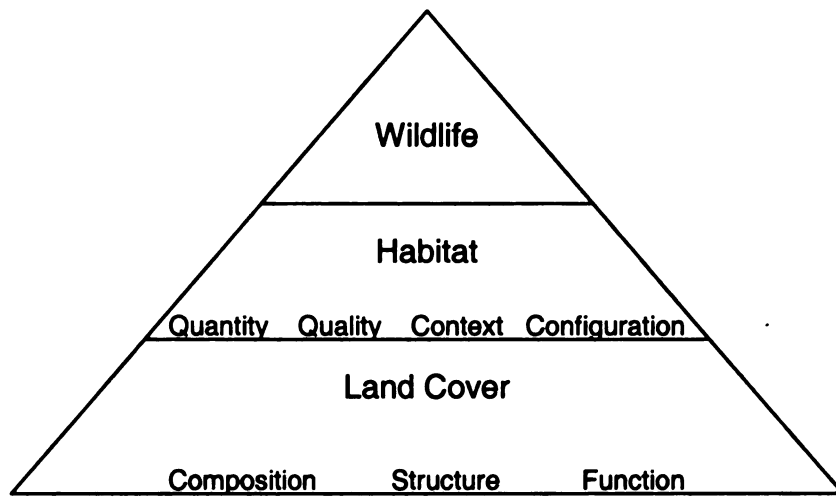 Wildlife
Habitat
Quantity Quality Context Configuration
Land Cover
Composition Structure Function